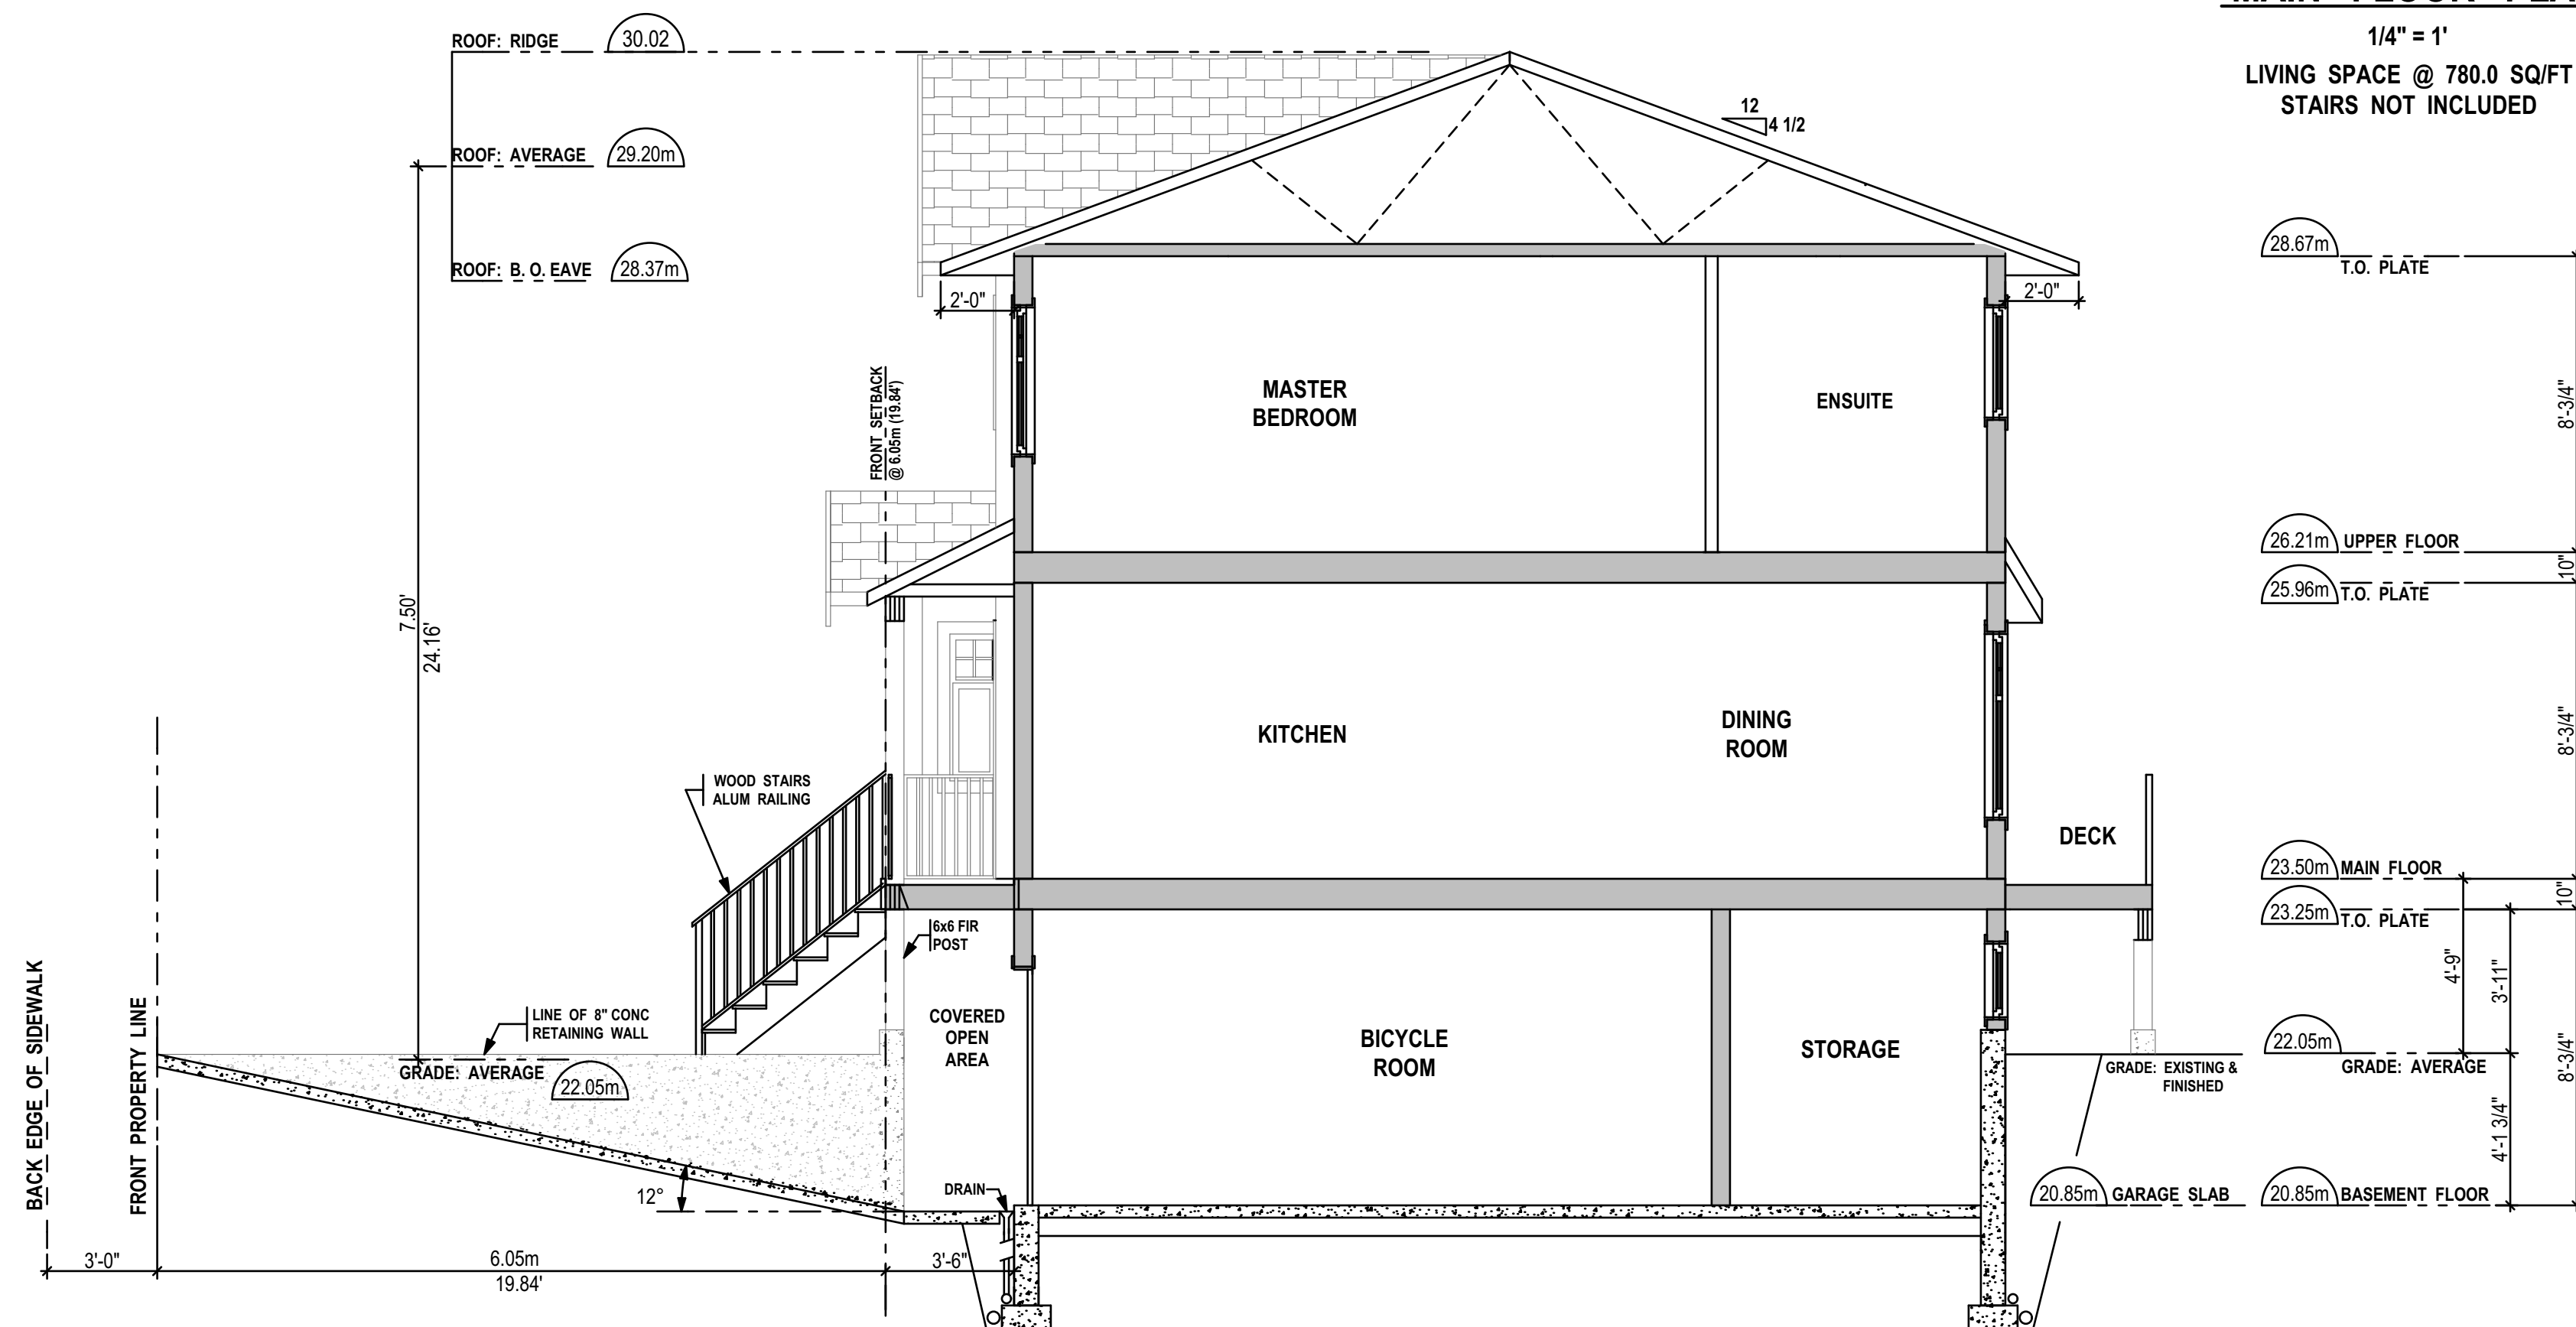 1/4" = 1'
LIVING SPACE @ 780.0 SQ/FT
STAIRS NOT INCLUDED
ROOF: RIDGE 30.02
ROOF: AVERAGE 29.20m
ROOF: B. O. EAVE 28.37m
12
4 1/2
2'-0"
2'-0"
28.67m
T.O. PLATE
FRONT SETBACK
@ 6.05m (19.84')
MASTER
BEDROOM
ENSUITE
8'-3/4"
26.21m UPPER FLOOR
10"
25.96m T.O. PLATE
7.50'
24.16'
KITCHEN
DINING
ROOM
8'-3/4"
WOOD STAIRS
ALUM RAILING
DECK
23.50m MAIN FLOOR
10"
23.25m T.O. PLATE
6x6 FIR
POST
4'-9"
3'-11"
BACK EDGE OF SIDEWALK
FRONT PROPERTY LINE
LINE OF 8" CONC
RETAINING WALL
COVERED
OPEN
AREA
BICYCLE
ROOM
STORAGE
22.05m
GRADE: AVERAGE
GRADE: AVERAGE 22.05m
GRADE: EXISTING &
FINISHED
8'-3/4"
4'-1 3/4"
12°
DRAIN
20.85m GARAGE SLAB
20.85m BASEMENT FLOOR
3'-0"
6.05m
19.84'
3'-6"